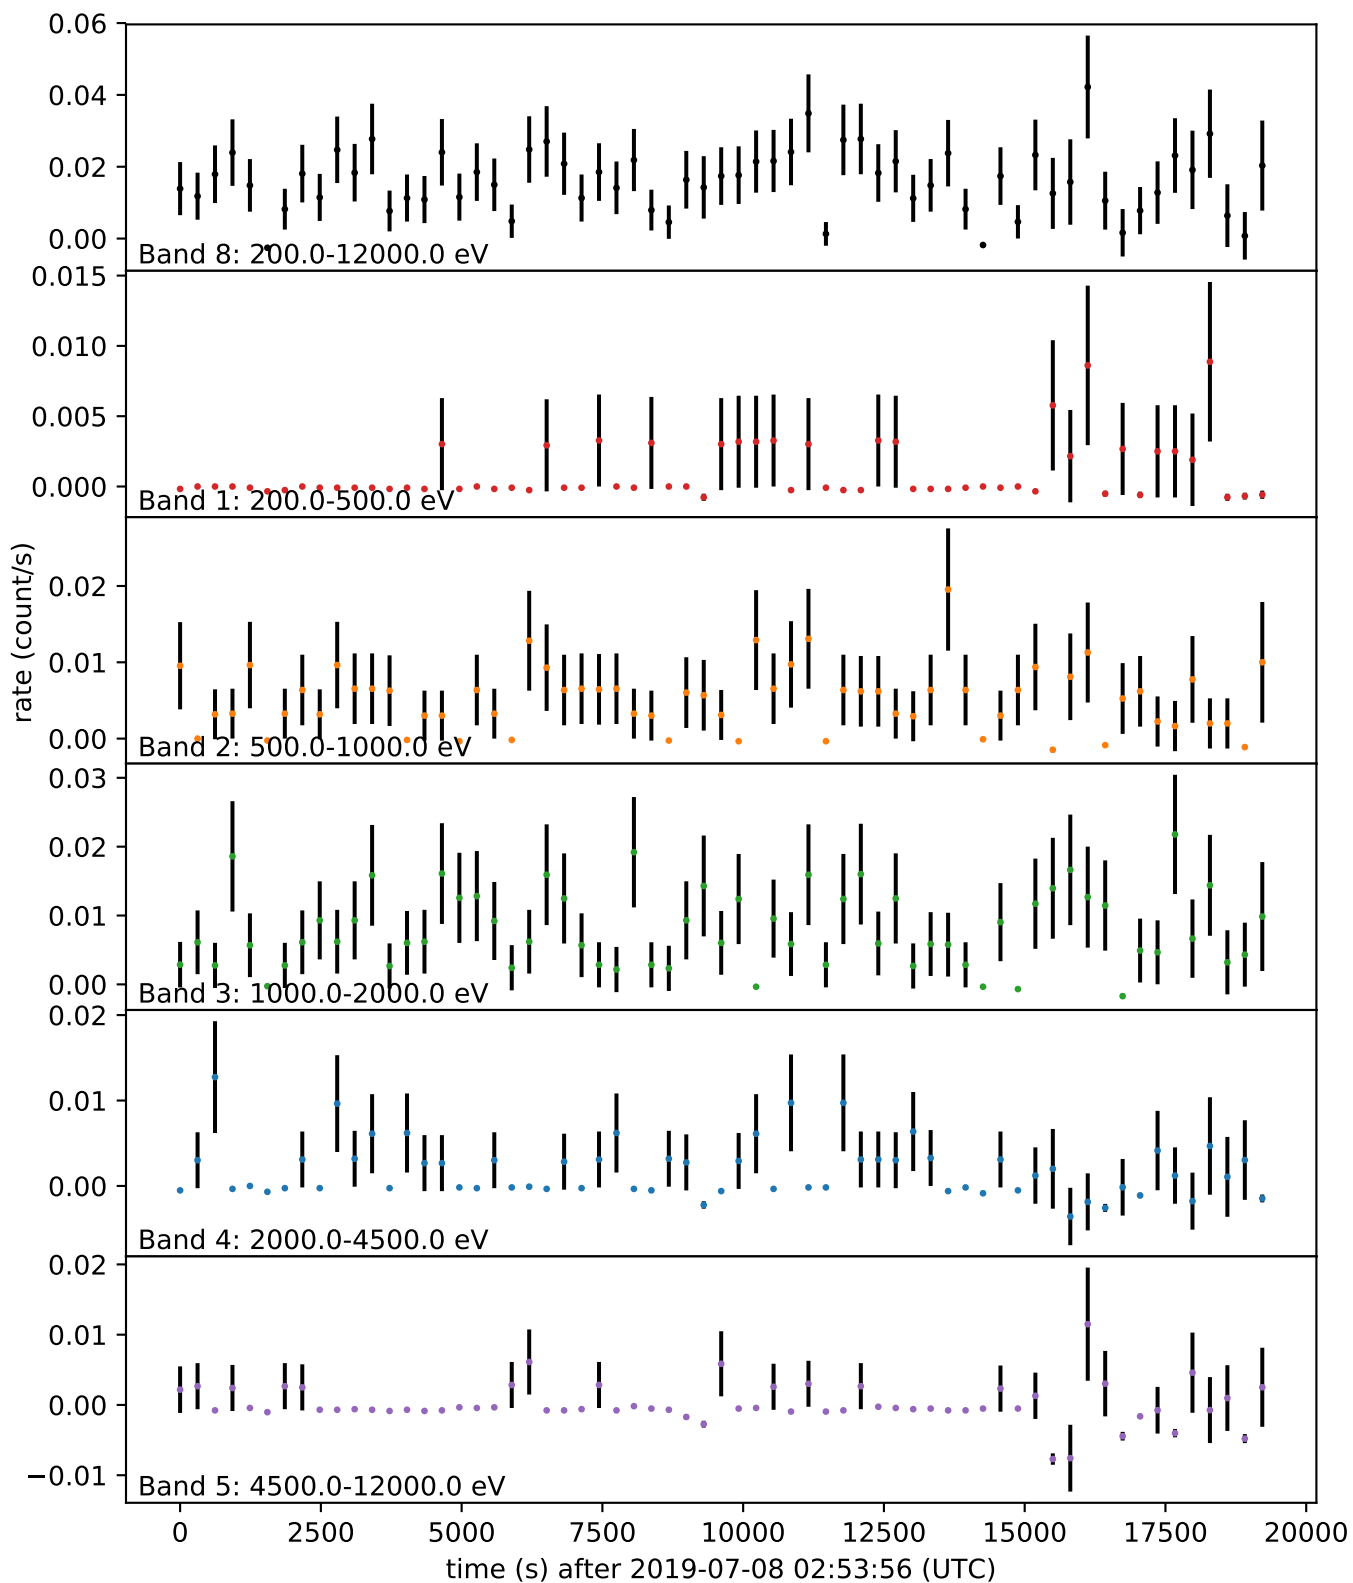 0.06
0.04
0.02
0.00
Band 8: 200.0-12000.0 eV
0.015
0.010
0.005
0.000
Band 1: 200.0-500.0 eV
rate (count/s)
0.02
0.01
0.00
Band 2: 500.0-1000.0 eV
0.03
0.02
0.01
0.00
Band 3: 1000.0-2000.0 eV
0.02
0.01
0.00
Band 4: 2000.0-4500.0 eV
0.02
0.01
0.00
−0.01
Band 5: 4500.0-12000.0 eV
0 2500 5000 7500 10000 12500 15000 17500 20000
time (s) after 2019-07-08 02:53:56 (UTC)